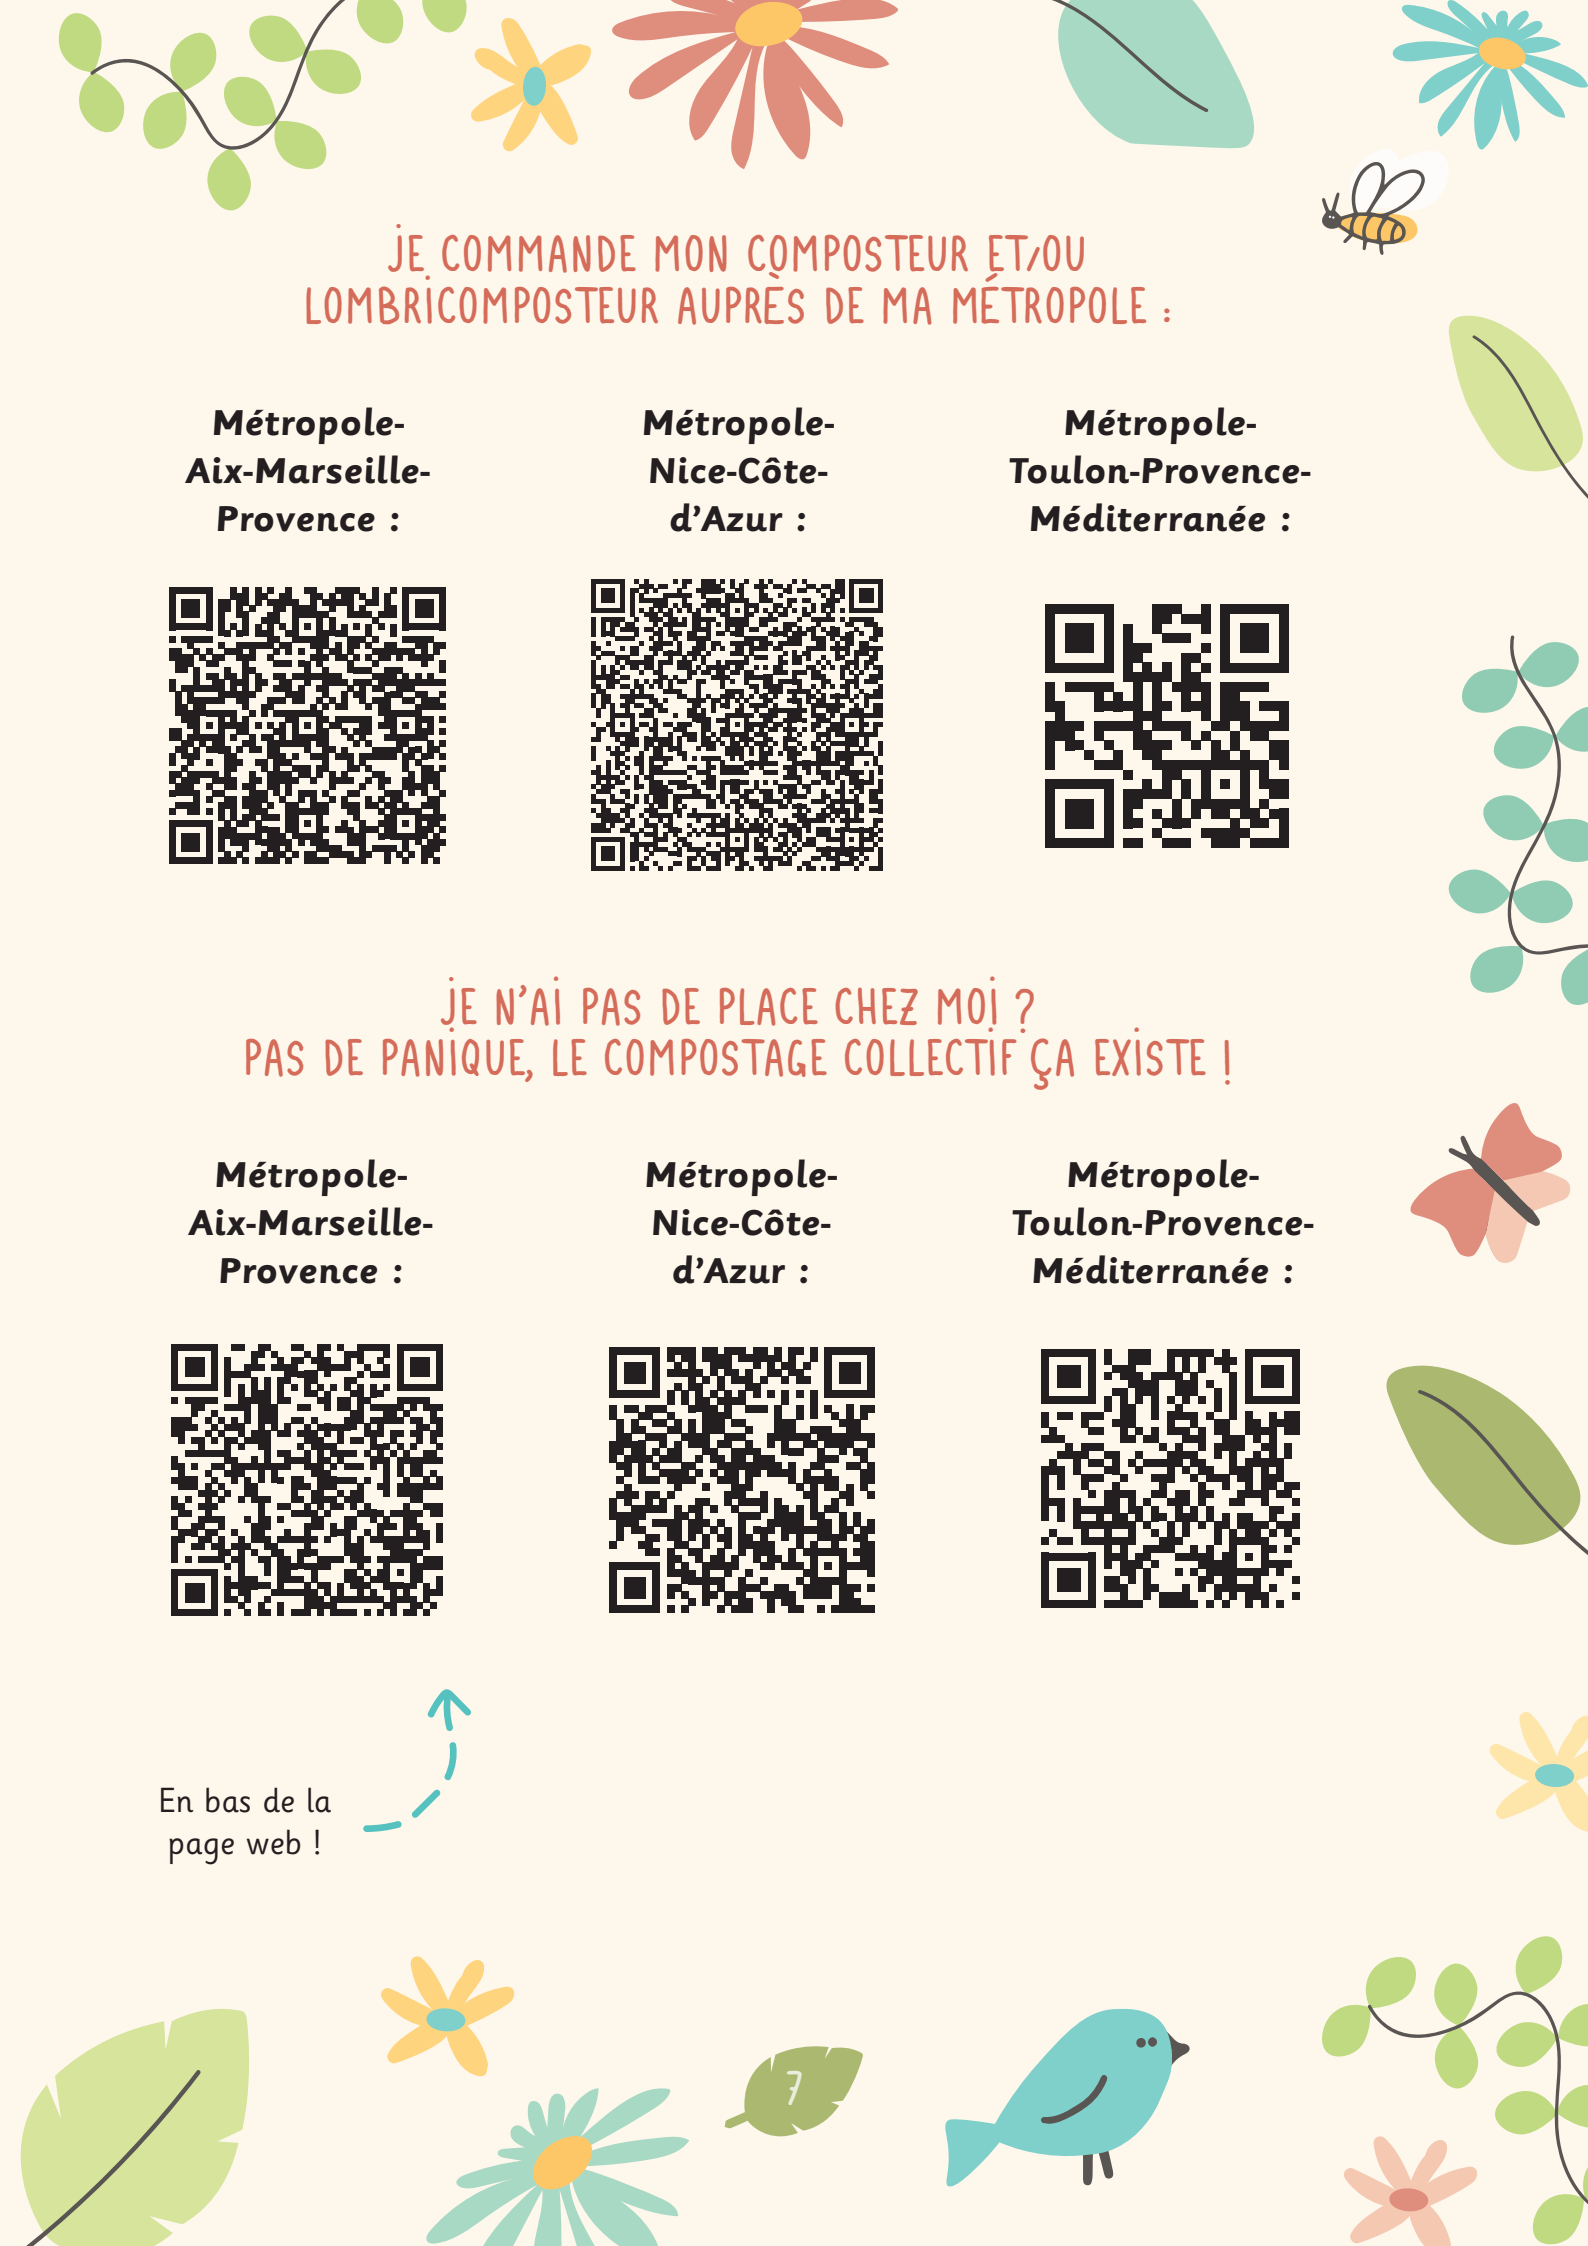 JE COMMANDE MON COMPOSTEUR ET/OU
LOMBRICOMPOSTEUR AUPRÈS DE MA MÉTROPOLE :
Métropole-
Aix-Marseille-
Provence :
Métropole-
Nice-Côte-
d’Azur :
Métropole-
Toulon-Provence-
Méditerranée :
JE N’AI PAS DE PLACE CHEZ MOI ?
PAS DE PANIQUE, LE COMPOSTAGE COLLECTIF ÇA EXISTE !
Métropole-
Aix-Marseille-
Provence :
Métropole-
Nice-Côte-
d’Azur :
Métropole-
Toulon-Provence-
Méditerranée :
En bas de la
page web !
7